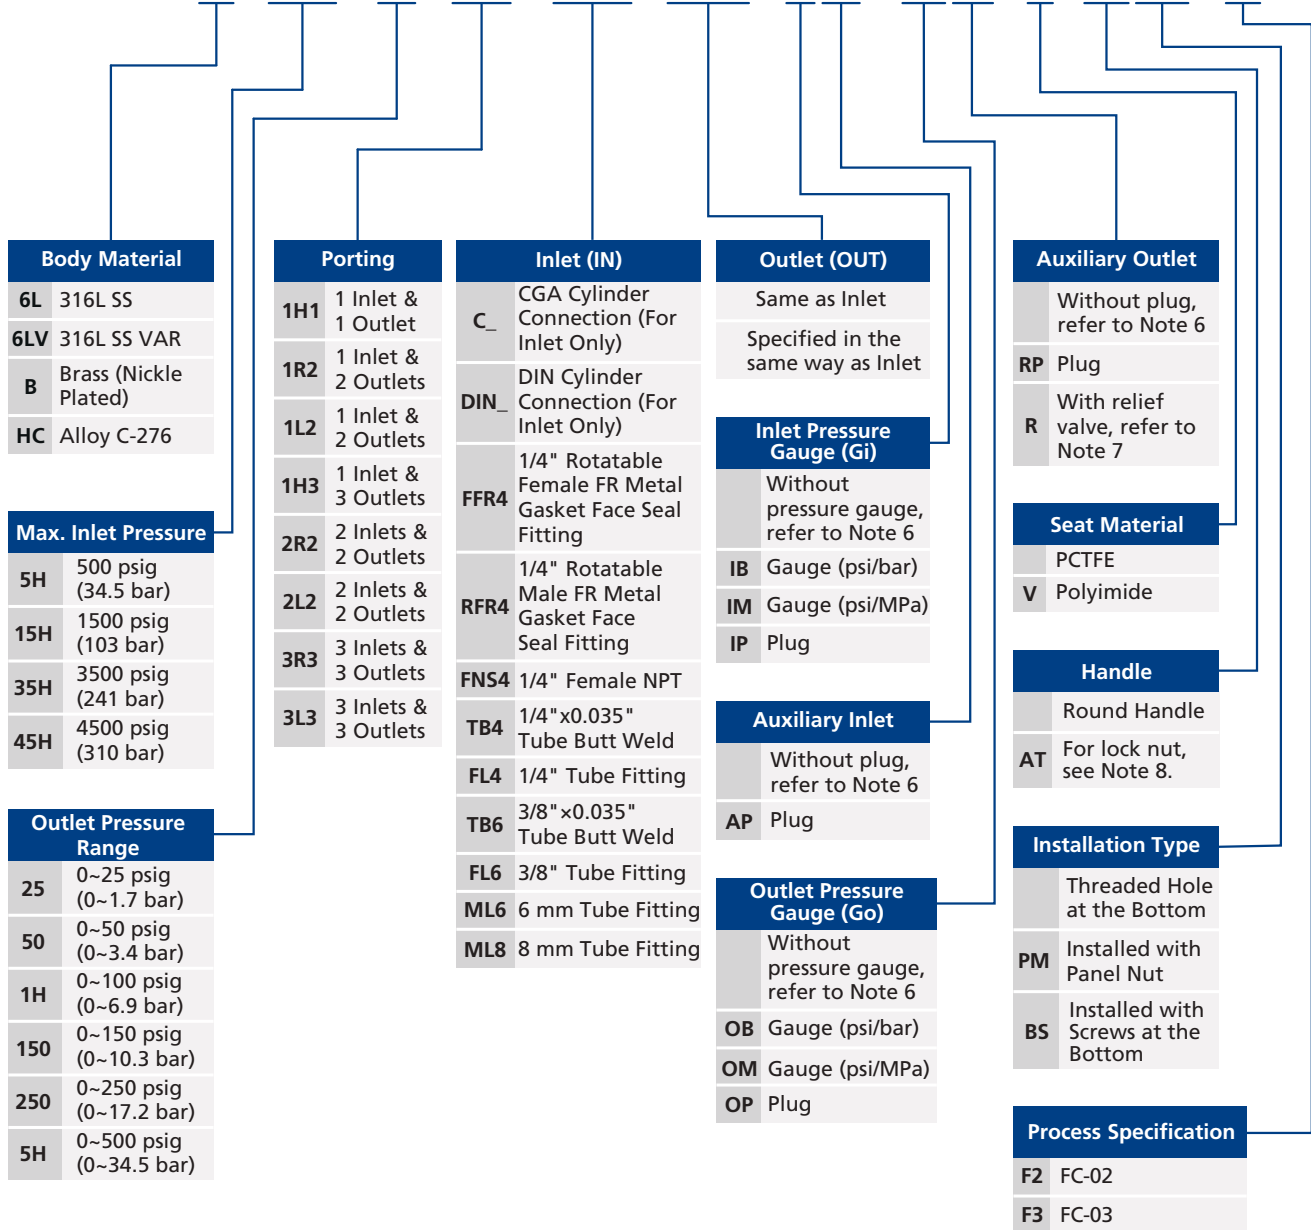 Body Material
6L 316L SS
6LV 316L SS VAR
B Brass (Nickle
Plated)
HC Alloy C-276
Max. Inlet Pressure
5H 500 psig
(34.5 bar)
15H 1500 psig
(103 bar)
35H 3500 psig
(241 bar)
45H 4500 psig
(310 bar)
Outlet Pressure
Range
25 0~25 psig
(0~1.7 bar)
50 0~50 psig
(0~3.4 bar)
1H 0~100 psig
(0~6.9 bar)
150 0~150 psig
(0~10.3 bar)
250 0~250 psig
(0~17.2 bar)
5H 0~500 psig
(0~34.5 bar)
Porting
1H1 1 Inlet &
1 Outlet
1R2 1 Inlet &
2 Outlets
1L2 1 Inlet &
2 Outlets
1H3 1 Inlet &
3 Outlets
2R2 2 Inlets &
2 Outlets
2L2 2 Inlets &
2 Outlets
3R3 3 Inlets &
3 Outlets
3L3 3 Inlets &
3 Outlets
Inlet (IN)
C_ CGA Cylinder
Connection (For
Inlet Only)
DIN_ DIN Cylinder
Connection (For
Inlet Only)
FFR4 1/4" Rotatable
Female FR Metal
Gasket Face Seal
Fitting
RFR4 1/4" Rotatable
Male FR Metal
Gasket Face
Seal Fitting
FNS4 1/4" Female NPT
TB4 1/4"x0.035"
Tube Butt Weld
FL4 1/4" Tube Fitting
TB6 3/8"×0.035"
Tube Butt Weld
FL6 3/8" Tube Fitting
ML6 6 mm Tube Fitting
ML8 8 mm Tube Fitting
Outlet (OUT)
Same as Inlet
Specified in the
same way as Inlet
Inlet Pressure
Gauge (Gi)
Without
pressure gauge,
refer to Note 6
IB Gauge (psi/bar)
IM Gauge (psi/MPa)
IP Plug
Auxiliary Inlet
Without plug,
refer to Note 6
AP Plug
Outlet Pressure
Gauge (Go)
Without
pressure gauge,
refer to Note 6
OB Gauge (psi/bar)
OM Gauge (psi/MPa)
OP Plug
Auxiliary Outlet
Without plug,
refer to Note 6
RP Plug
R With relief
valve, refer to
Note 7
Seat Material
PCTFE
V Polyimide
Handle
Round Handle
AT For lock nut,
see Note 8.
Installation Type
Threaded Hole
at the Bottom
PM Installed with
Panel Nut
BS Installed with
Screws at the
Bottom
Process Specification
F2 FC-02
F3 FC-03